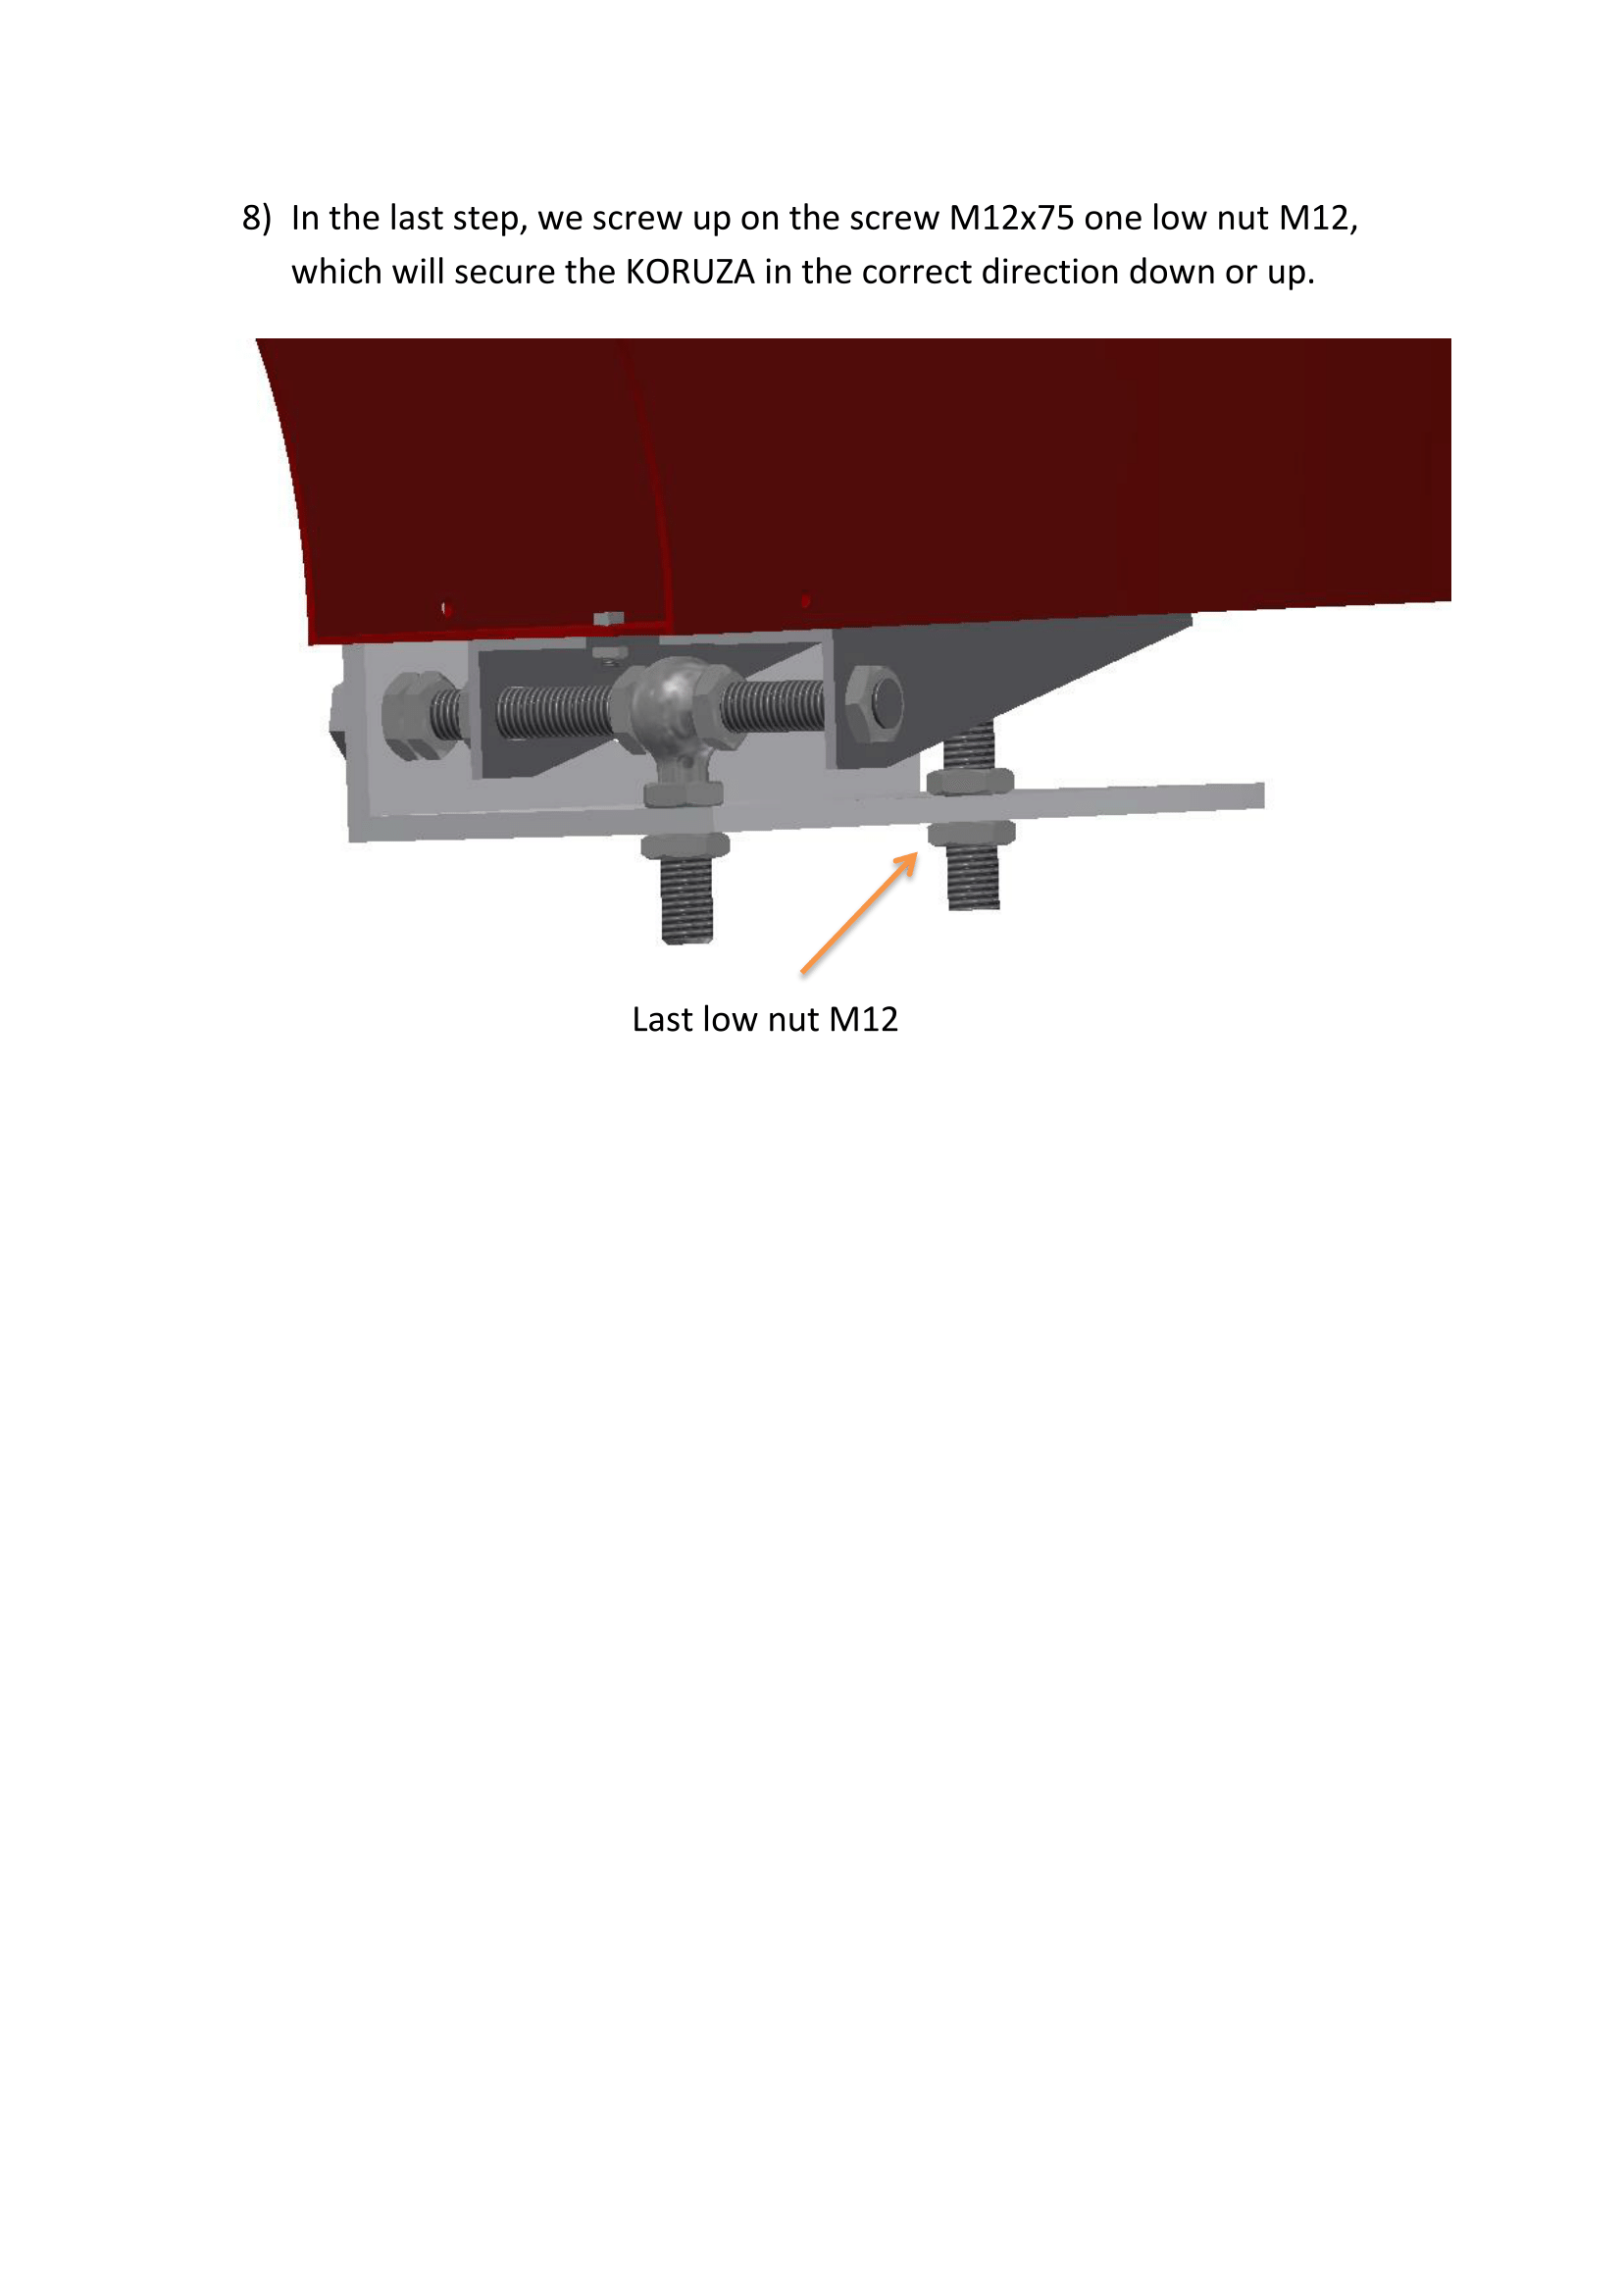 8) In the last step, we screw up on the screw M12x75 one low nut M12,
which will secure the KORUZA in the correct direction down or up.
Last low nut M12